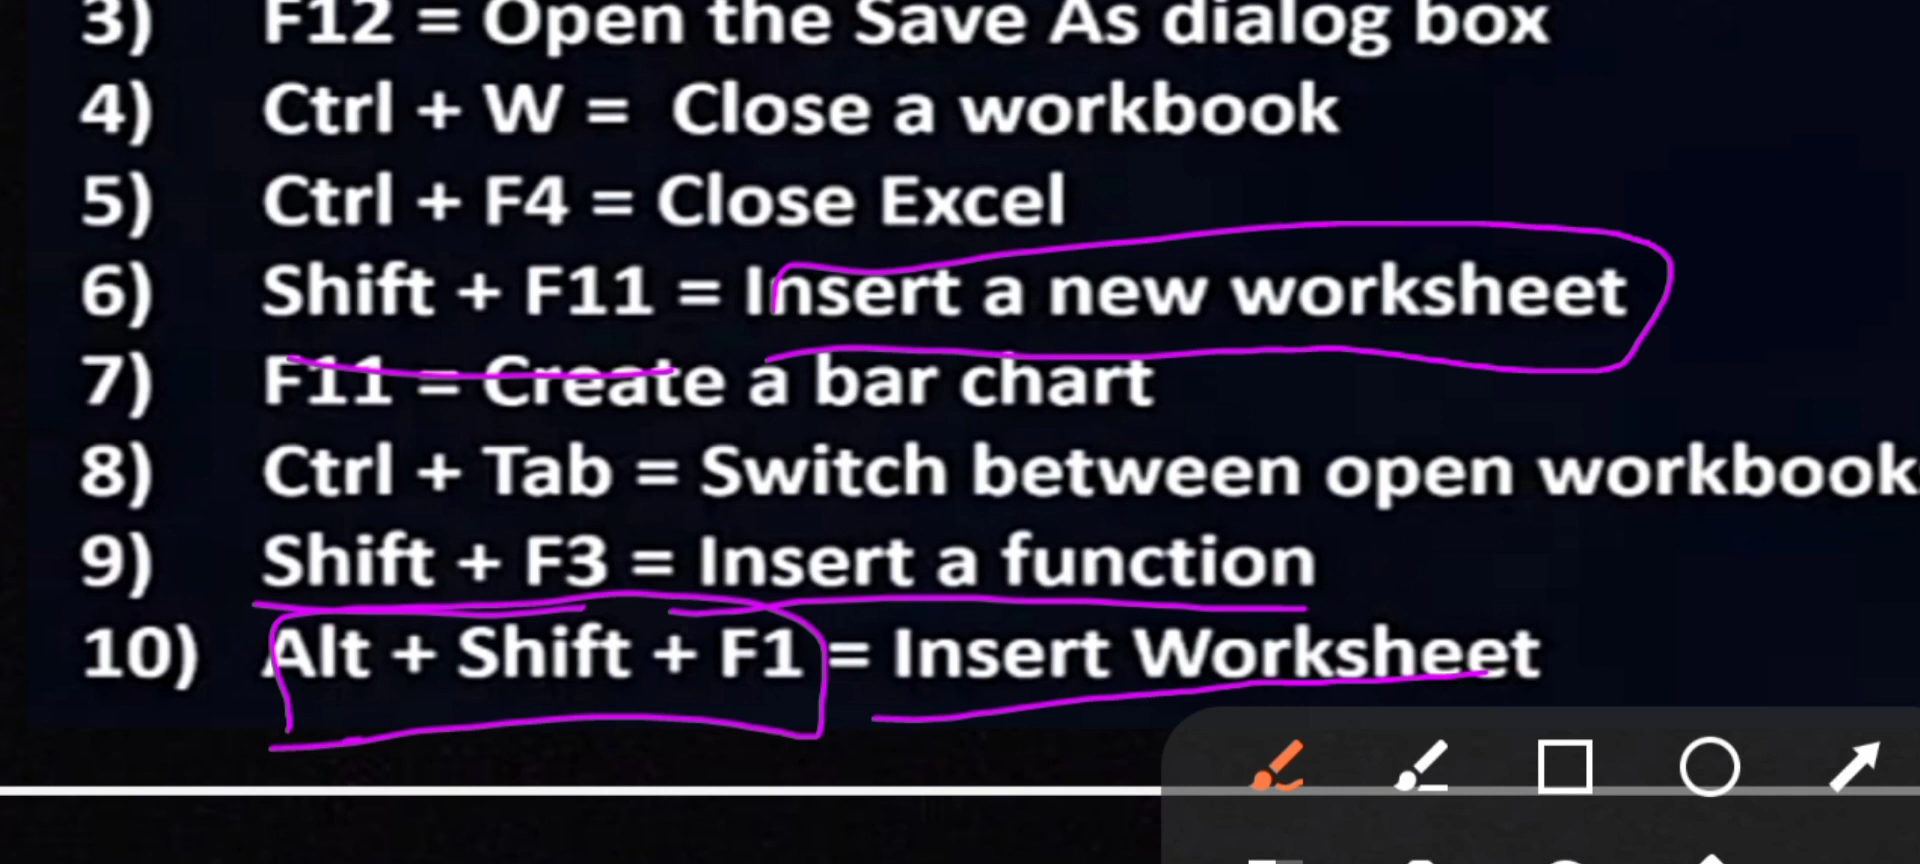 3) F12 = Open the Save As dialog box
4) Ctrl + W = Close a workbook
5) Ctrl + F4 = Close Excel
6) Shift + F11 = Insert a new worksheet
7) F11 = Create a bar chart
8) Ctrl + Tab = Switch between open workbook
9) Shift + F3 = Insert a function
10) Alt + Shift + F1 = Insert Worksheet